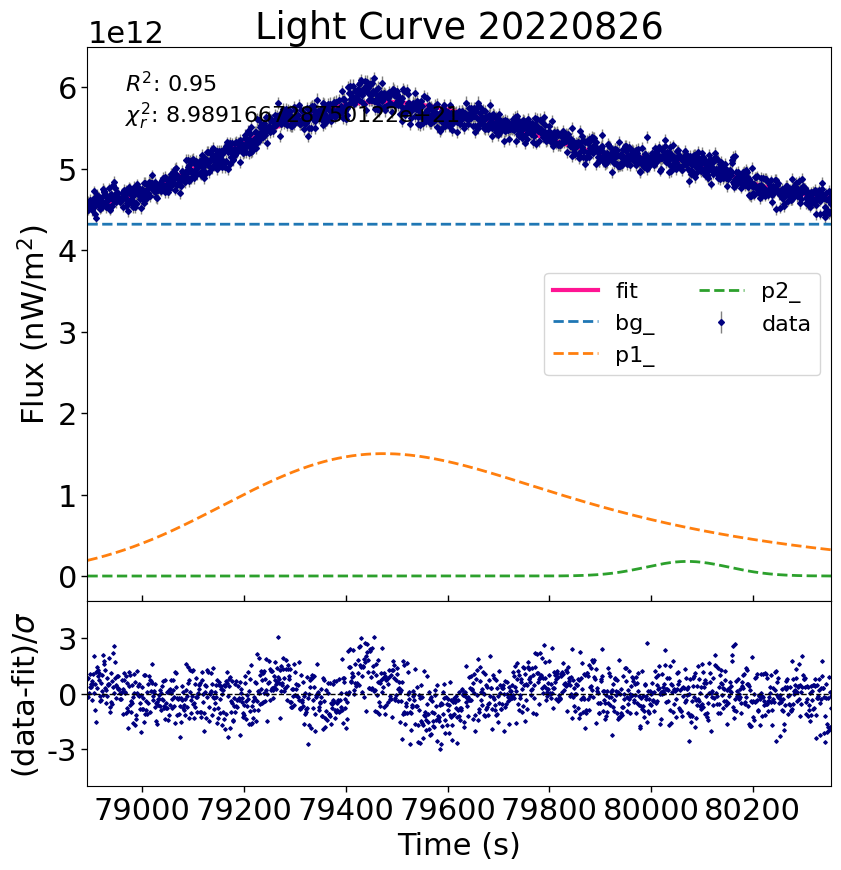 Light Curve 20220826
1e12
R²: 0.95
χ²ᵣ: 8.989166728750122e+21
6
5
4
3
2
1
0
Flux (nW/m²)
fit
bg_
p1_
p2_
data
3
0
-3
(data-fit)/σ
79000 79200 79400 79600 79800 80000 80200
Time (s)